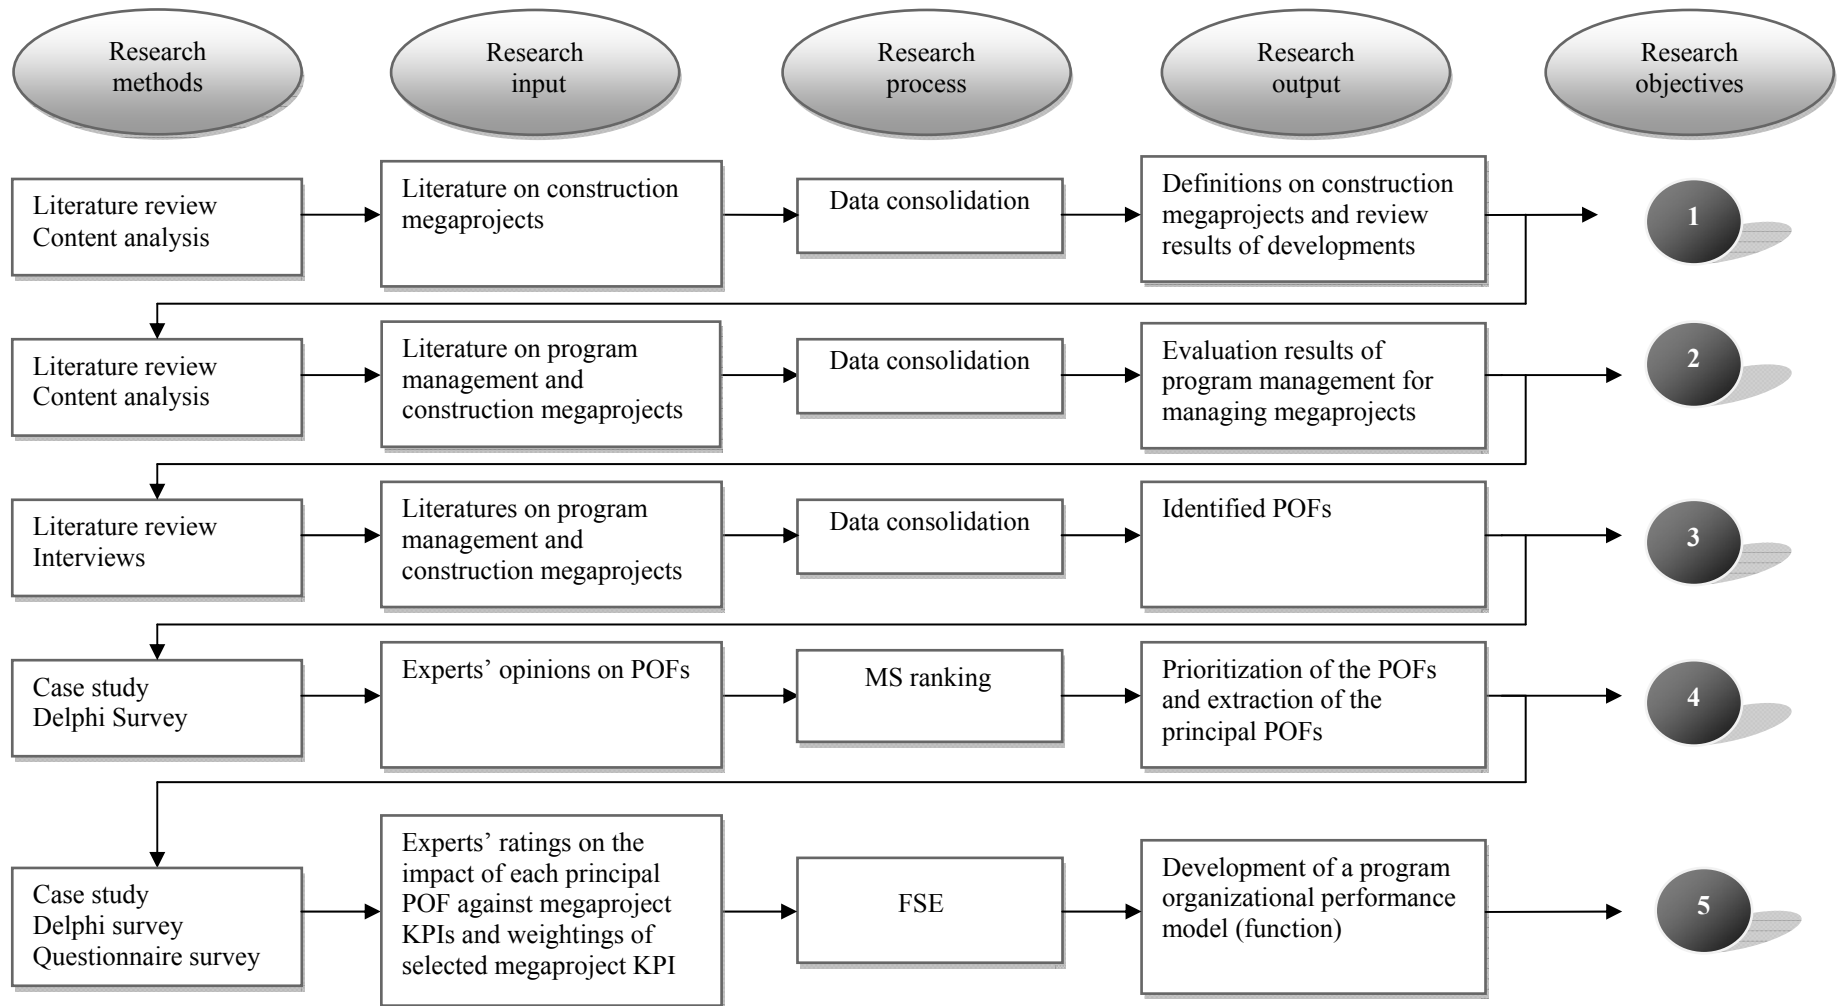 Research
methods
Research
input
Research
process
Research
output
Research
objectives
Literature review
Content analysis
Literature on construction
megaprojects
Data consolidation
Definitions on construction
megaprojects and review
results of developments
1
Literature review
Content analysis
Literature on program
management and
construction megaprojects
Data consolidation
Evaluation results of
program management for
managing megaprojects
2
Literature review
Interviews
Literatures on program
management and
construction megaprojects
Data consolidation
Identified POFs
3
Case study
Delphi Survey
Experts’ opinions on POFs
MS ranking
Prioritization of the POFs
and extraction of the
principal POFs
4
Case study
Delphi survey
Questionnaire survey
Experts’ ratings on the
impact of each principal
POF against megaproject
KPIs and weightings of
selected megaproject KPI
FSE
Development of a program
organizational performance
model (function)
5